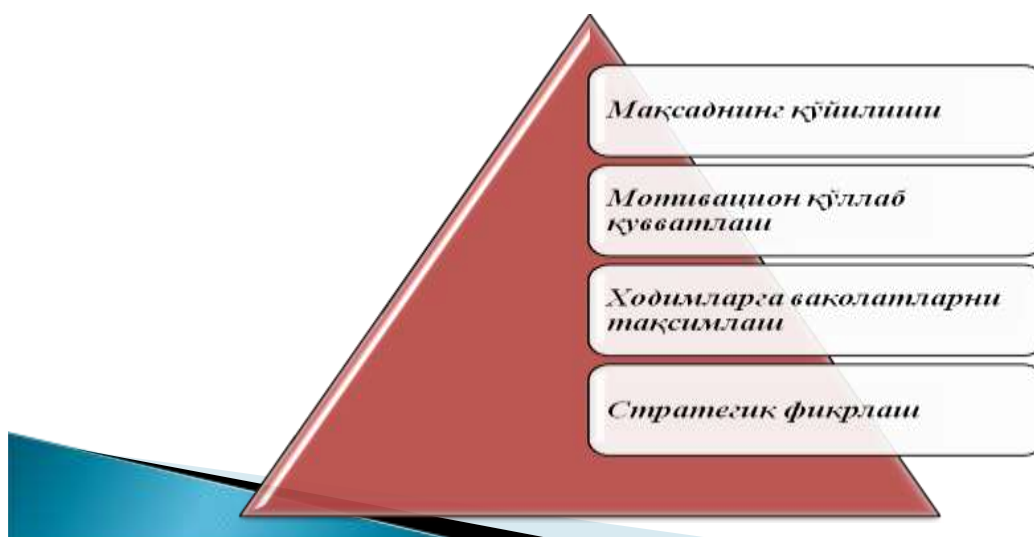 Мақсаднинг қўйилиши
Мотивацион қўллаб
қувватлаш
Ходимларга ваколатларни
тақсимлаш
Стратегик фикрлаш